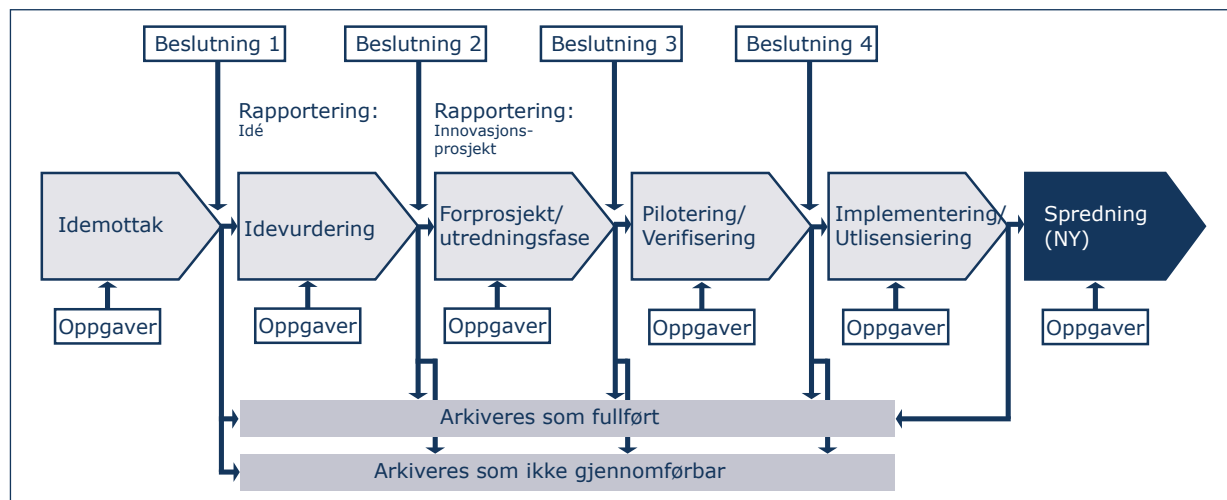 Beslutning 1
Beslutning 2
Beslutning 3
Beslutning 4
Rapportering:
Idé
Rapportering:
Innovasjons-
prosjekt
Idemottak
Idevurdering
Forprosjekt/
utredningsfase
Pilotering/
Verifisering
Implementering/
Utlisensiering
Spredning
(NY)
Oppgaver
Oppgaver
Oppgaver
Oppgaver
Oppgaver
Oppgaver
Arkiveres som fullført
Arkiveres som ikke gjennomførbar